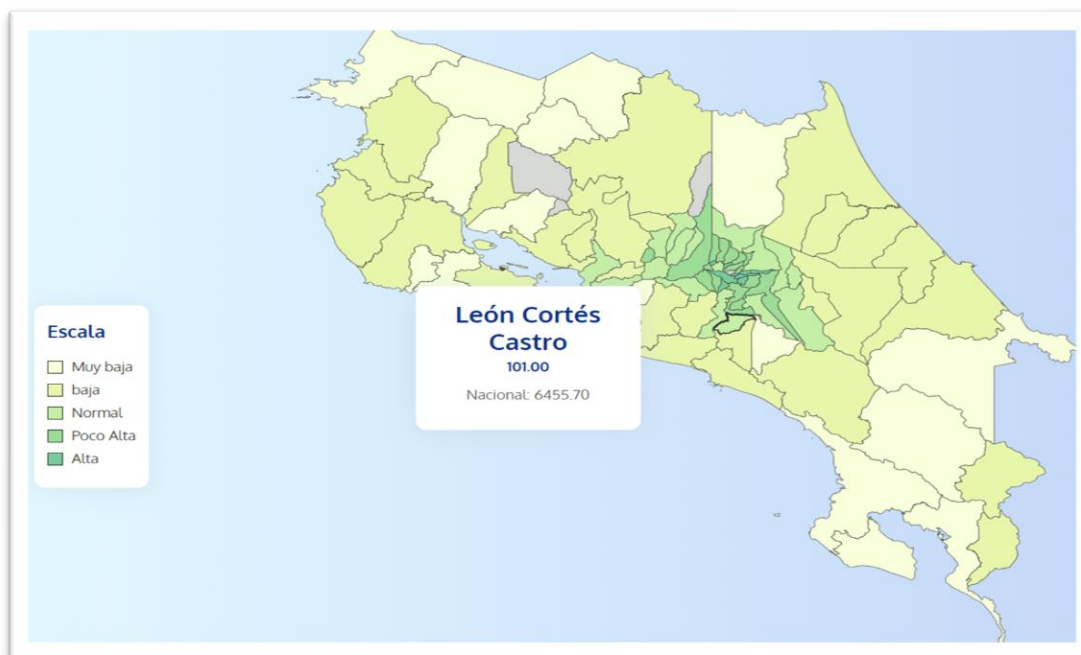 León Cortés
Castro
101.00
Nacional: 6455.70
Escala
Muy baja
baja
Normal
Poco Alta
Alta